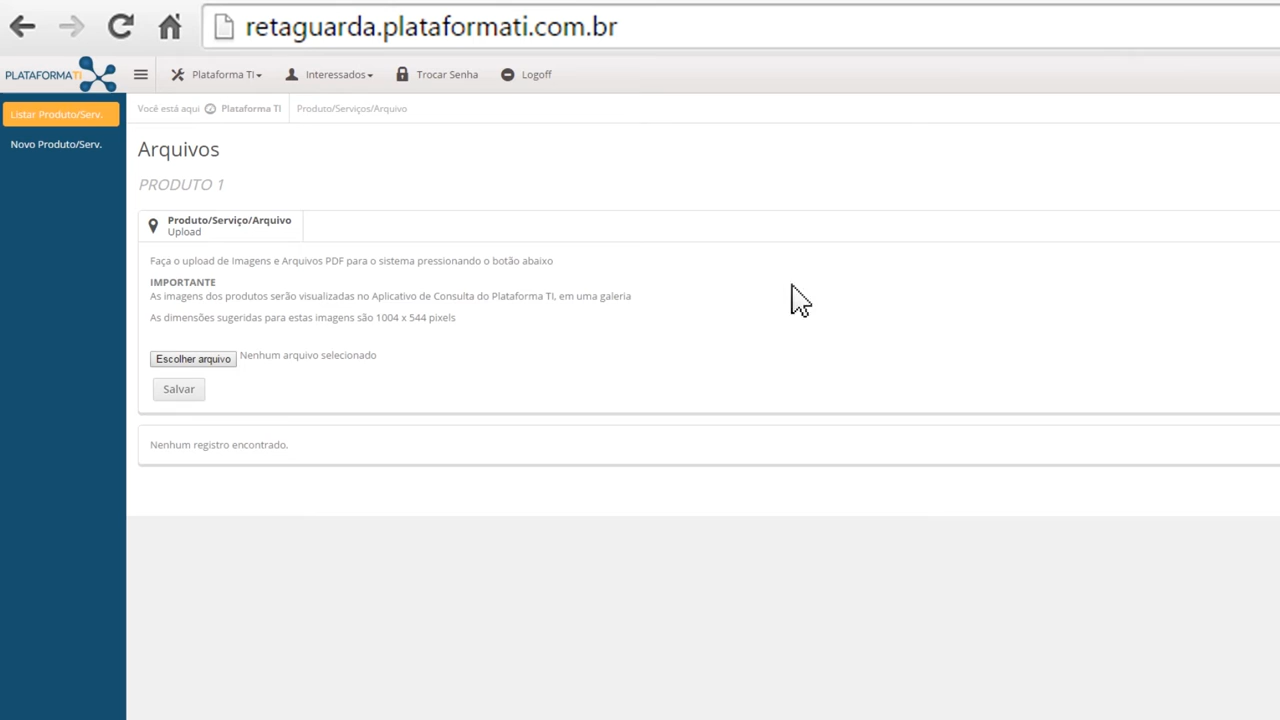 retaguarda.plataformati.com.br
PLATAFORMATI
Plataforma TI
Interessados
Trocar Senha
Logoff
Listar Produto/Serv.
Novo Produto/Serv.
Você está aqui
Plataforma TI
Produto/Serviços/Arquivo
Arquivos
PRODUTO 1
Produto/Serviço/Arquivo
Upload
Faça o upload de Imagens e Arquivos PDF para o sistema pressionando o botão abaixo
IMPORTANTE
As imagens dos produtos serão visualizadas no Aplicativo de Consulta do Plataforma TI, em uma galeria
As dimensões sugeridas para estas imagens são 1004 x 544 pixels
Escolher arquivo Nenhum arquivo selecionado
Salvar
Nenhum registro encontrado.